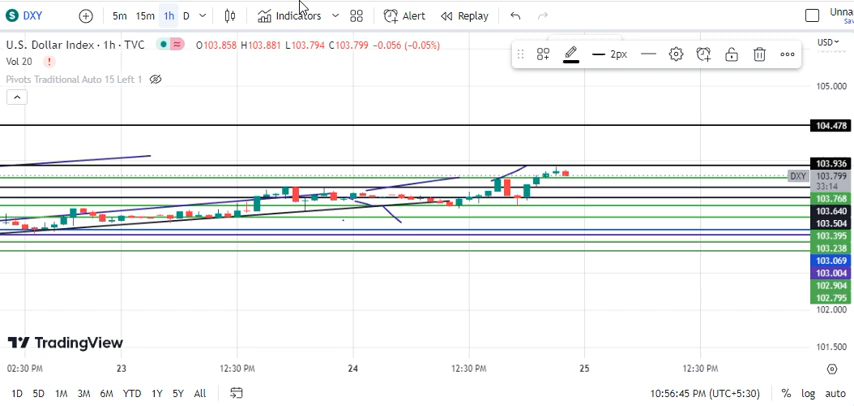 S DXY 5m 15m 1h D Indicators Alert Replay Unna
Sav
U.S. Dollar Index · 1h · TVC O103.858 H103.881 L103.794 C103.799 -0.056 (-0.05%) USD
Vol 20
2px
Pivots Traditional Auto 15 Left 1
105.000
104.478
103.936
DXY 103.799
33:14
103.768
103.640
103.504
103.395
103.238
103.069
103.004
102.904
102.795
102.000
TradingView
101.500
02:30 PM 23 12:30 PM 24 12:30 PM 25 12:30 PM
1D 5D 1M 3M 6M YTD 1Y 5Y All 10:56:45 PM (UTC+5:30) % log auto